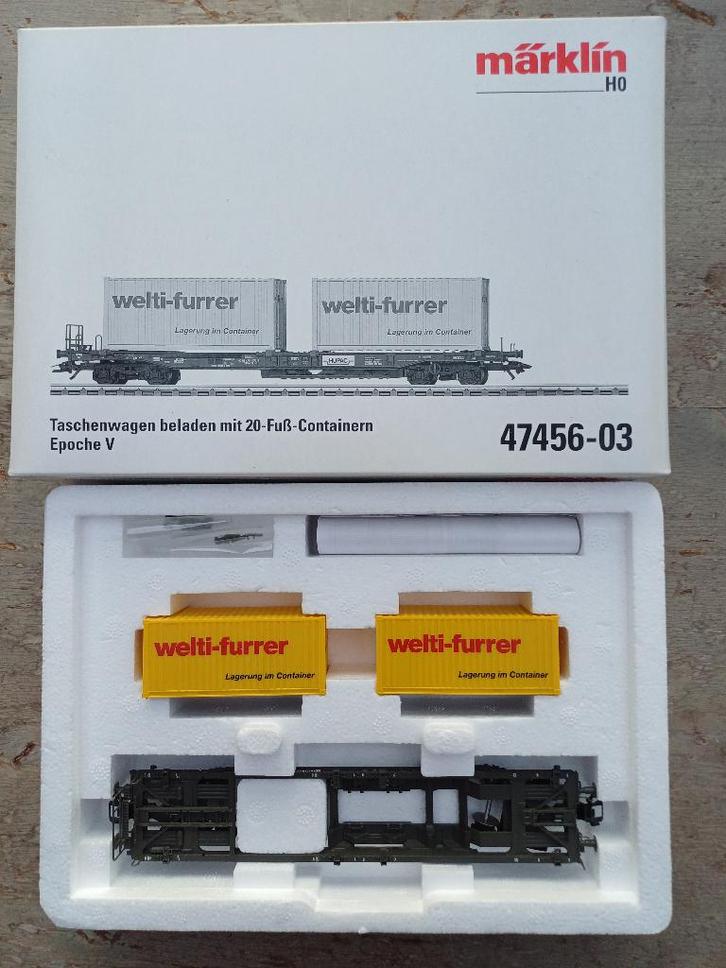 märklin
H0
welti-furrer
Lagerung im Container
welti-furrer
Lagerung im Container
HUPAC
Taschenwagen beladen mit 20-Fuß-Containern
Epoche V
47456-03
welti-furrer
Lagerung im Container
welti-furrer
Lagerung im Container